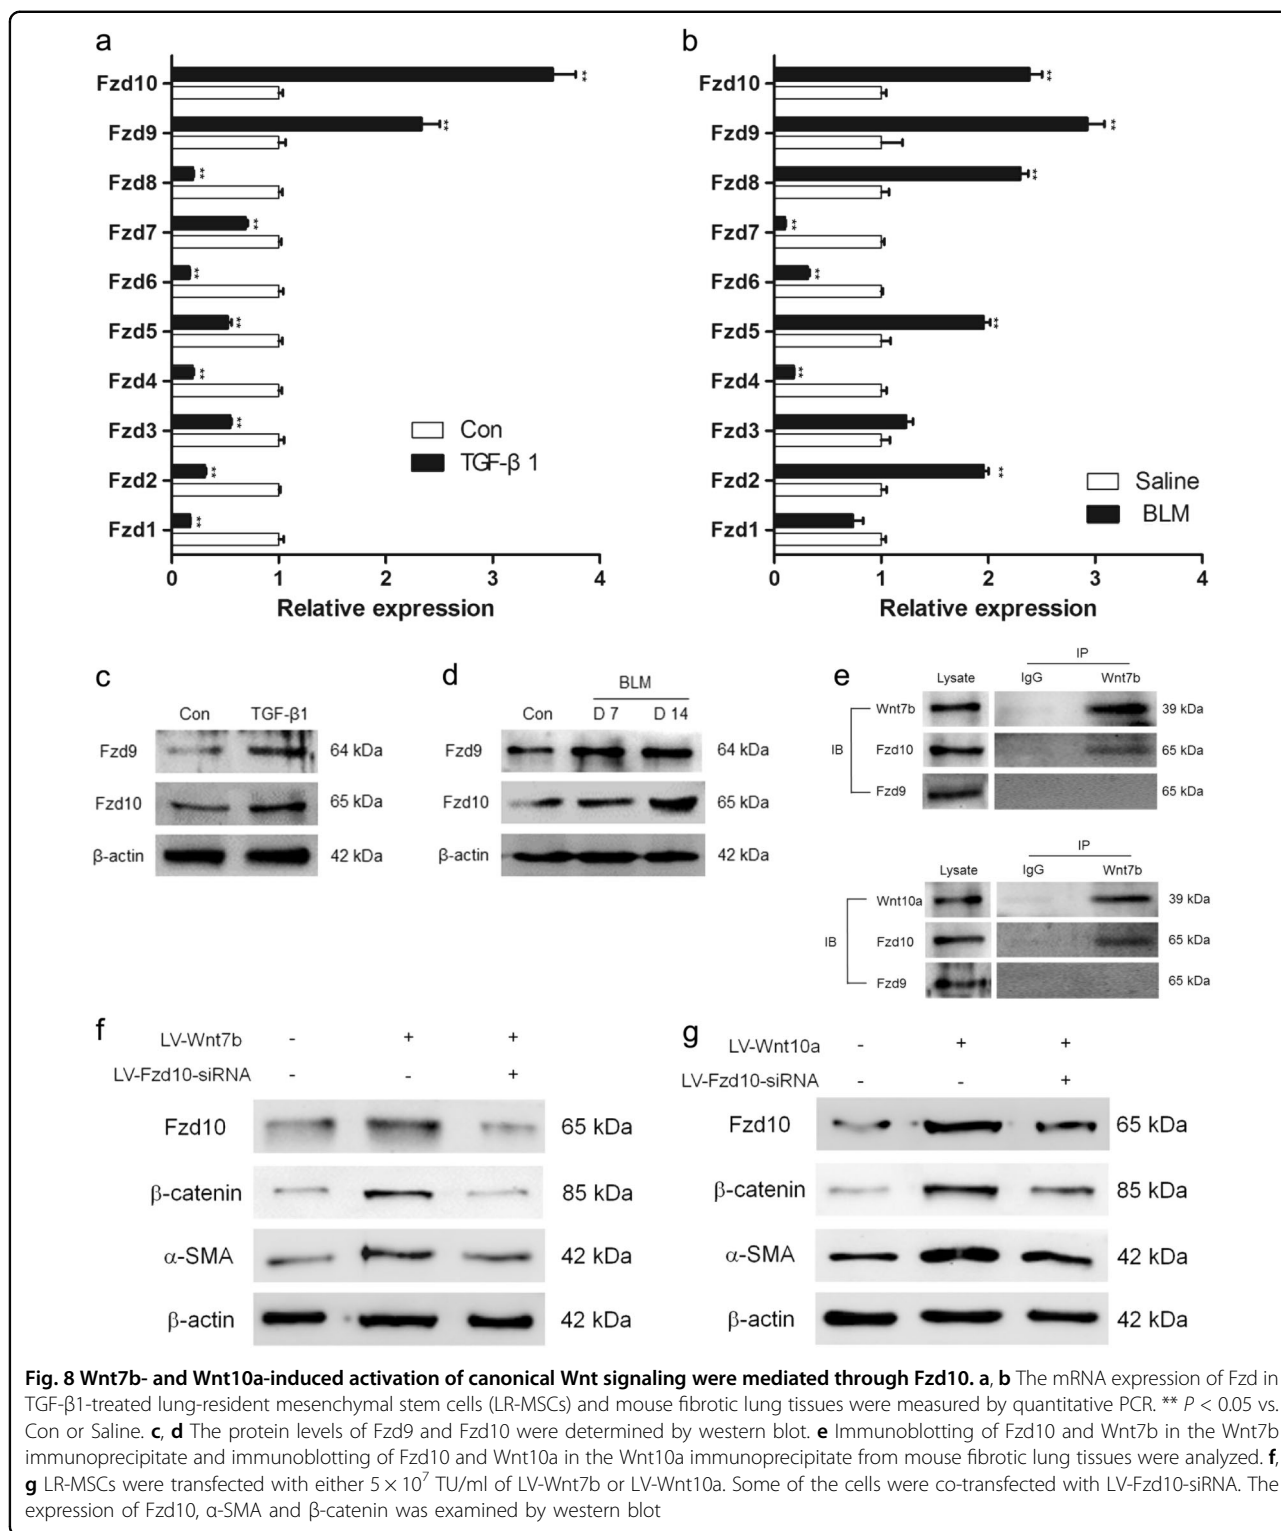 a
Fzd10
Fzd9
Fzd8
Fzd7
Fzd6
Fzd5
Fzd4
Fzd3
Fzd2
Fzd1
**
**
**
**
**
**
**
**
**
**
Con
TGF-β 1
0 1 2 3 4
Relative expression
b
Fzd10
Fzd9
Fzd8
Fzd7
Fzd6
Fzd5
Fzd4
Fzd3
Fzd2
Fzd1
**
**
**
**
**
**
**
**
Saline
BLM
0 1 2 3 4
Relative expression
c
Con TGF-β1
Fzd9 64 kDa
Fzd10 65 kDa
β-actin 42 kDa
d
BLM
Con D 7 D 14
Fzd9 64 kDa
Fzd10 65 kDa
β-actin 42 kDa
e
IP
Lysate IgG Wnt7b
IB
Wnt7b 39 kDa
Fzd10 65 kDa
Fzd9 65 kDa
IP
Lysate IgG Wnt7b
IB
Wnt10a 39 kDa
Fzd10 65 kDa
Fzd9 65 kDa
f
LV-Wnt7b - + +
LV-Fzd10-siRNA - - +
Fzd10 65 kDa
β-catenin 85 kDa
α-SMA 42 kDa
β-actin 42 kDa
g
LV-Wnt10a - + +
LV-Fzd10-siRNA - - +
Fzd10 65 kDa
β-catenin 85 kDa
α-SMA 42 kDa
β-actin 42 kDa
Fig. 8 Wnt7b- and Wnt10a-induced activation of canonical Wnt signaling were mediated through Fzd10. a, b The mRNA expression of Fzd in
TGF-β1-treated lung-resident mesenchymal stem cells (LR-MSCs) and mouse fibrotic lung tissues were measured by quantitative PCR. ** P < 0.05 vs.
Con or Saline. c, d The protein levels of Fzd9 and Fzd10 were determined by western blot. e Immunoblotting of Fzd10 and Wnt7b in the Wnt7b
immunoprecipitate and immunoblotting of Fzd10 and Wnt10a in the Wnt10a immunoprecipitate from mouse fibrotic lung tissues were analyzed. f,
g LR-MSCs were transfected with either 5 × 10⁷ TU/ml of LV-Wnt7b or LV-Wnt10a. Some of the cells were co-transfected with LV-Fzd10-siRNA. The
expression of Fzd10, α-SMA and β-catenin was examined by western blot